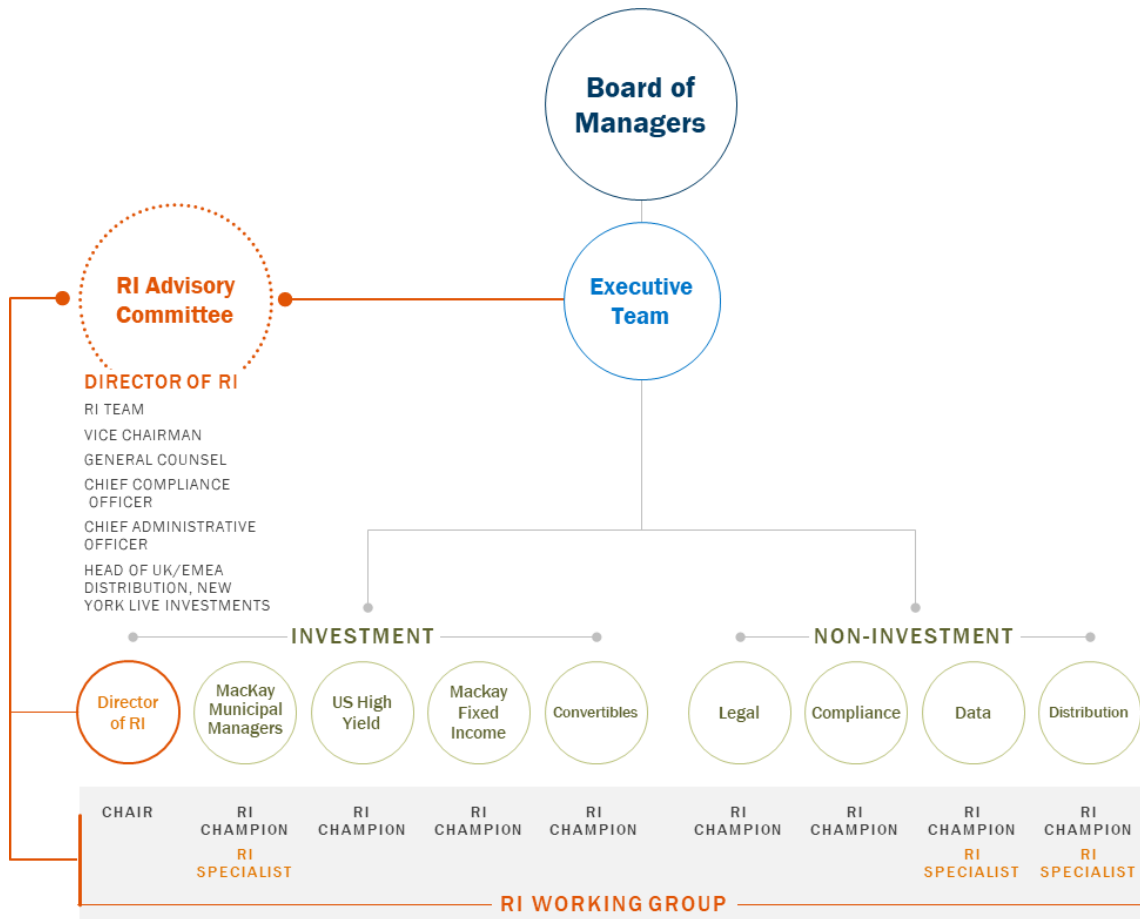 Board of
Managers
RI Advisory
Committee
Executive
Team
DIRECTOR OF RI
RI TEAM
VICE CHAIRMAN
GENERAL COUNSEL
CHIEF COMPLIANCE
OFFICER
CHIEF ADMINISTRATIVE
OFFICER
HEAD OF UK/EMEA
DISTRIBUTION, NEW
YORK LIVE INVESTMENTS
INVESTMENT
NON-INVESTMENT
Director
of RI
MacKay
Municipal
Managers
US High
Yield
Mackay
Fixed
Income
Convertibles
Legal
Compliance
Data
Distribution
CHAIR
RI
CHAMPION
RI
SPECIALIST
RI
CHAMPION
RI
CHAMPION
RI
CHAMPION
RI
CHAMPION
RI
CHAMPION
RI
CHAMPION
RI
SPECIALIST
RI
CHAMPION
RI
SPECIALIST
RI WORKING GROUP